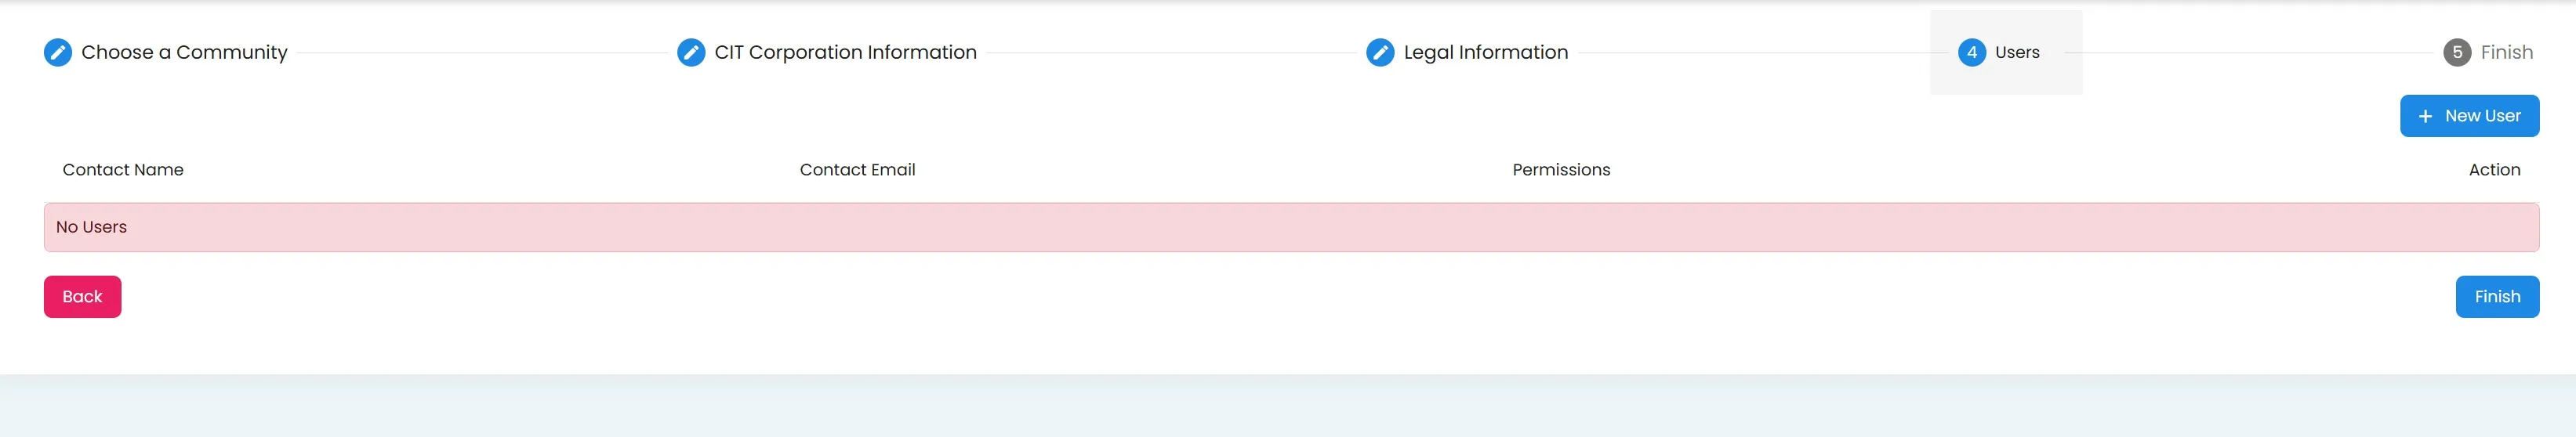 Choose a Community
CIT Corporation Information
Legal Information
4 Users
5 Finish
+ New User
Contact Name
Contact Email
Permissions
Action
No Users
Back
Finish